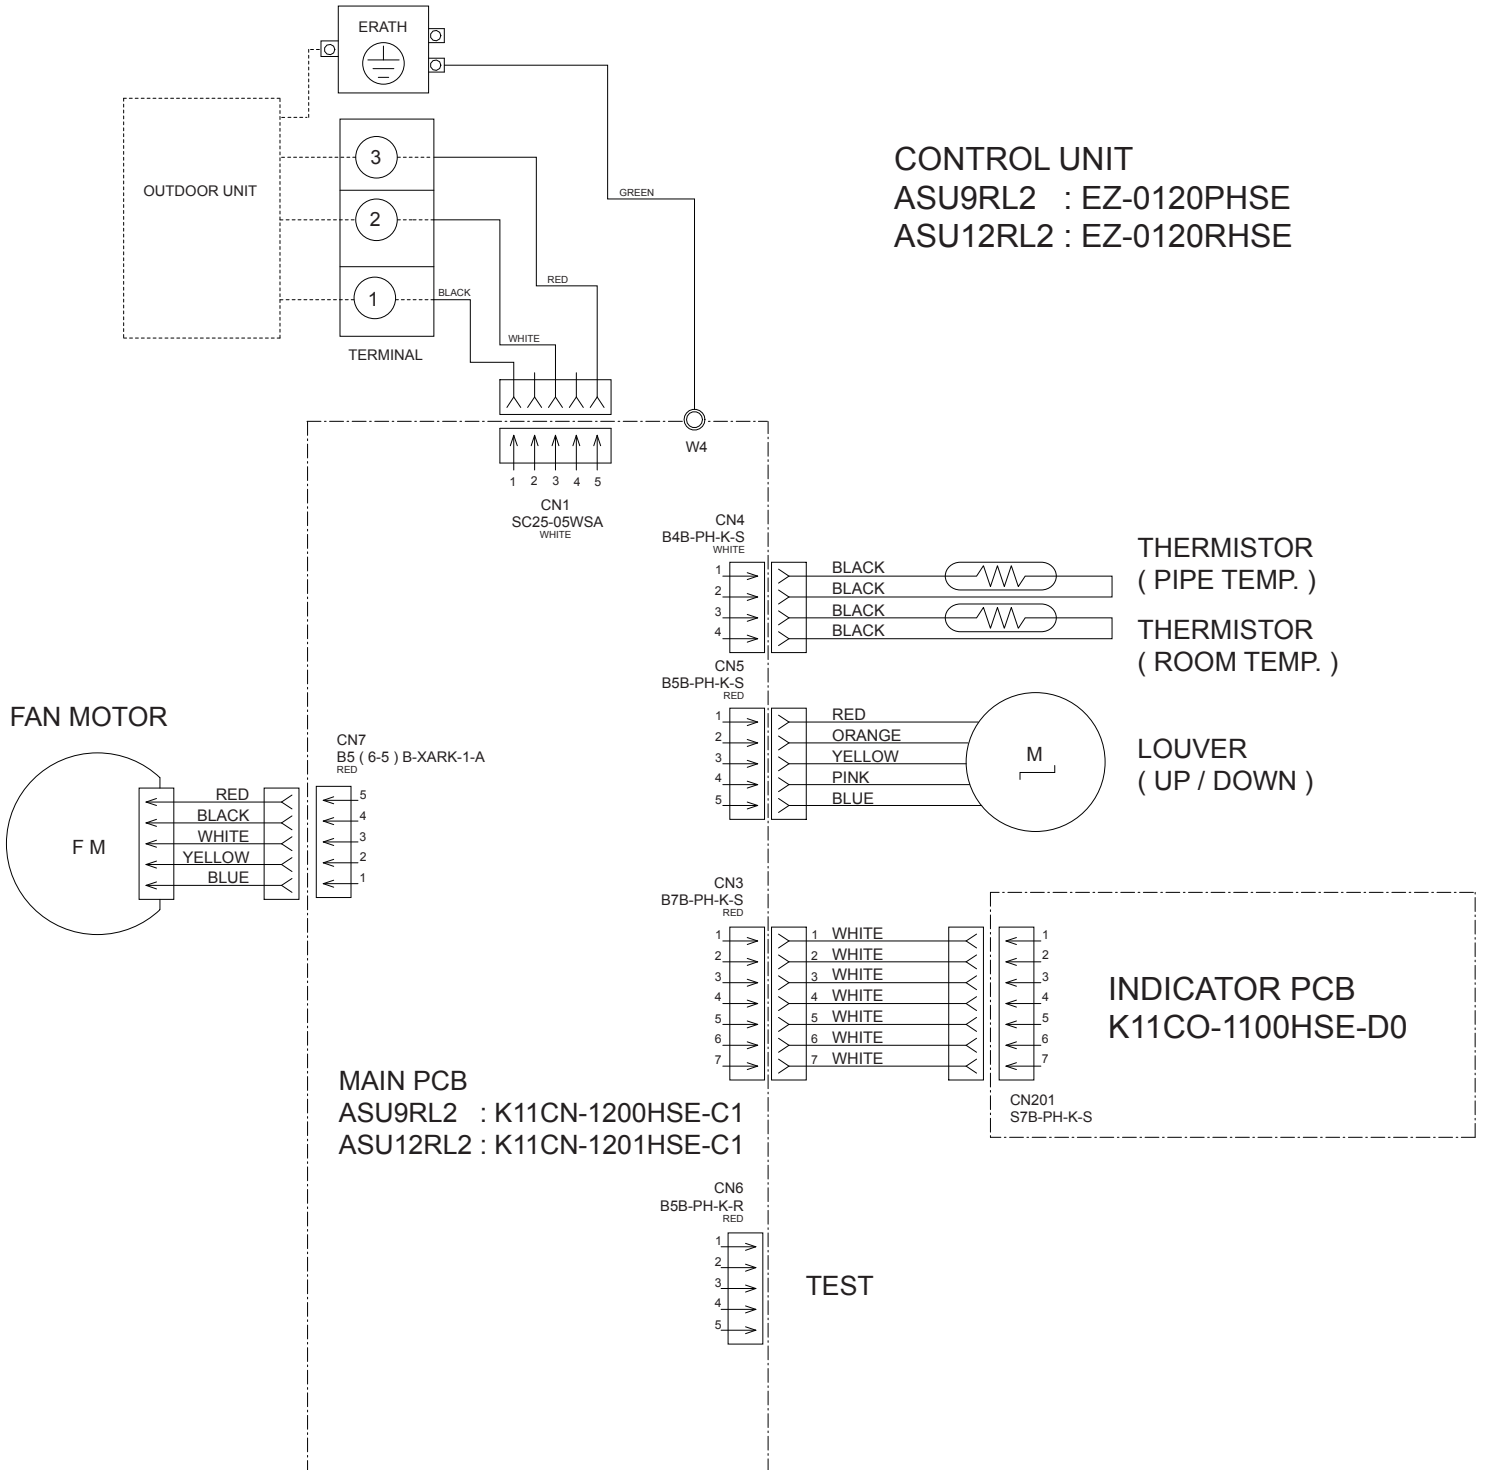 ERATH
OUTDOOR UNIT
3
2
1
TERMINAL
BLACK
WHITE
RED
GREEN
CONTROL UNIT
ASU9RL2 : EZ-0120PHSE
ASU12RL2 : EZ-0120RHSE
W4
1 2 3 4 5
CN1
SC25-05WSA
WHITE
CN4
B4B-PH-K-S
WHITE
1 BLACK
2 BLACK
3 BLACK
4 BLACK
THERMISTOR
( PIPE TEMP. )
THERMISTOR
( ROOM TEMP. )
CN5
B5B-PH-K-S
RED
1 RED
2 ORANGE
3 YELLOW
4 PINK
5 BLUE
M
LOUVER
( UP / DOWN )
FAN MOTOR
F M
RED
BLACK
WHITE
YELLOW
BLUE
CN7
B5 ( 6-5 ) B-XARK-1-A
RED
5
4
3
2
1
CN3
B7B-PH-K-S
RED
1 1 WHITE 1
2 2 WHITE 2
3 3 WHITE 3
4 4 WHITE 4
5 5 WHITE 5
6 6 WHITE 6
7 7 WHITE 7
CN201
S7B-PH-K-S
INDICATOR PCB
K11CO-1100HSE-D0
MAIN PCB
ASU9RL2 : K11CN-1200HSE-C1
ASU12RL2 : K11CN-1201HSE-C1
CN6
B5B-PH-K-R
RED
1
2
3
4
5
TEST